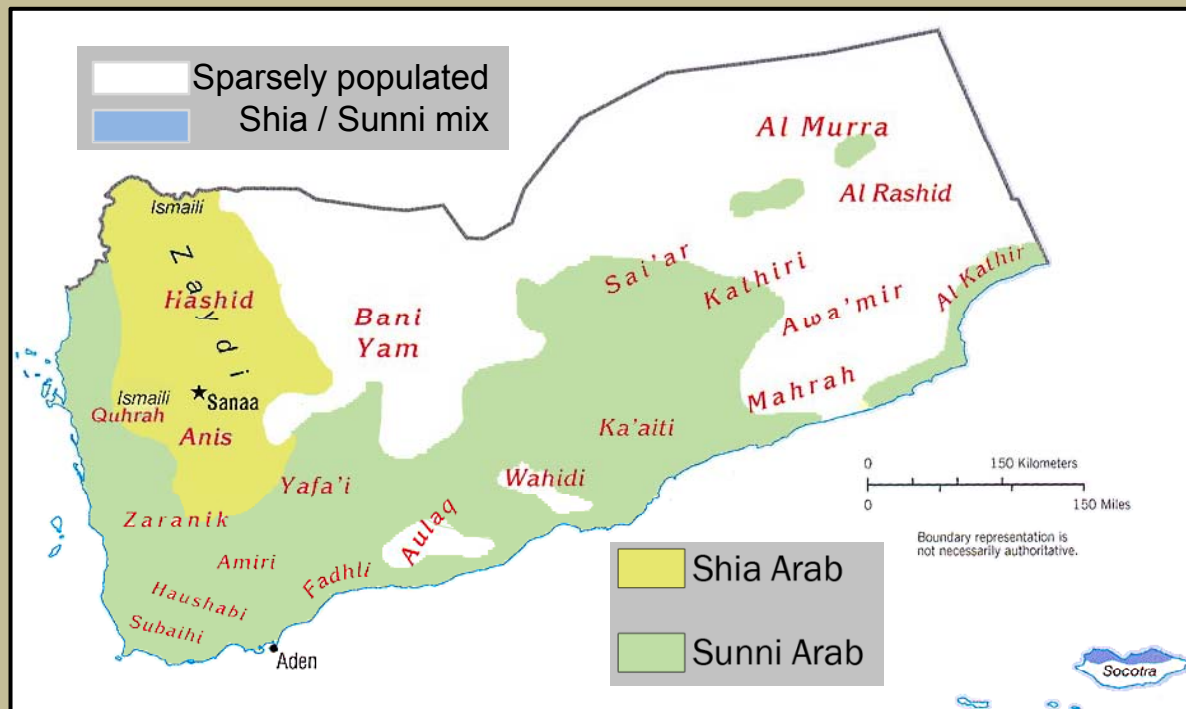 Sparsely populated
Shia / Sunni mix
Al Murra
Al Rashid
Ismaili
Zaydi
Hashid
Sai'ar
Kathiri
Al Kathir
Awa'mir
Bani
Yam
Mahrah
Ismaili
Sanaa
Quhrah
Anis
Ka'aiti
Yafa'i
Wahidi
Zaranik
Aulaq
Amiri
Fadhli
Haushabi
Subaihi
Aden
0 150 Kilometers
0 150 Miles
Boundary representation is
not necessarily authoritative.
Shia Arab
Sunni Arab
Socotra